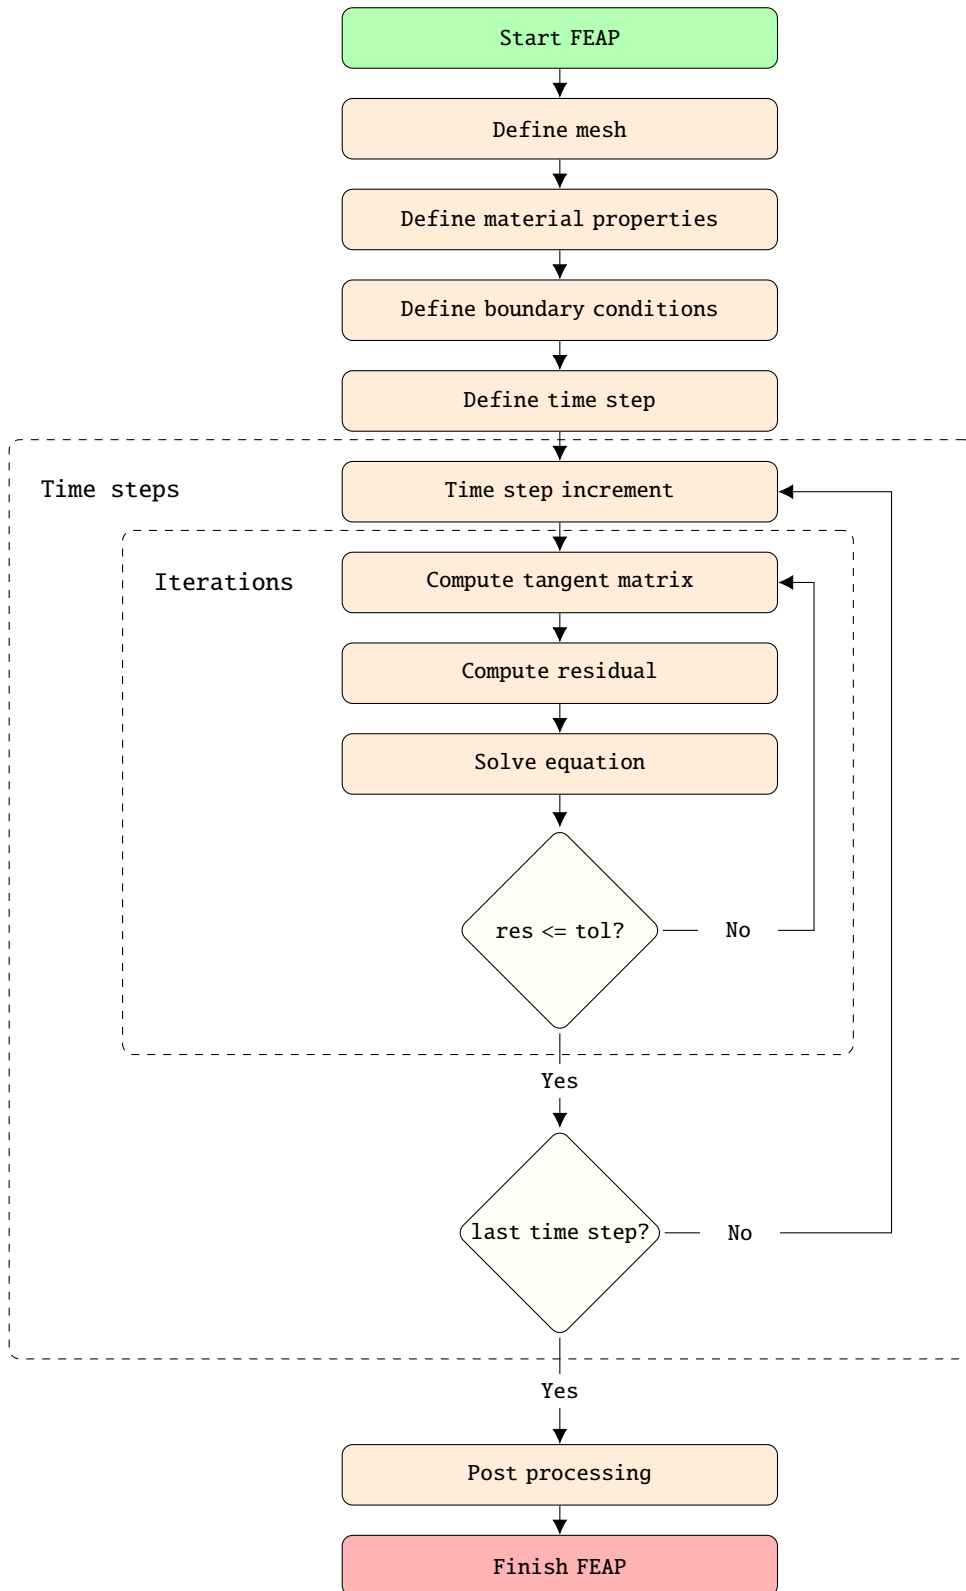 Start FEAP
Define mesh
Define material properties
Define boundary conditions
Define time step
Time steps
Time step increment
Iterations
Compute tangent matrix
Compute residual
Solve equation
res <= tol?
No
Yes
last time step?
No
Yes
Post processing
Finish FEAP